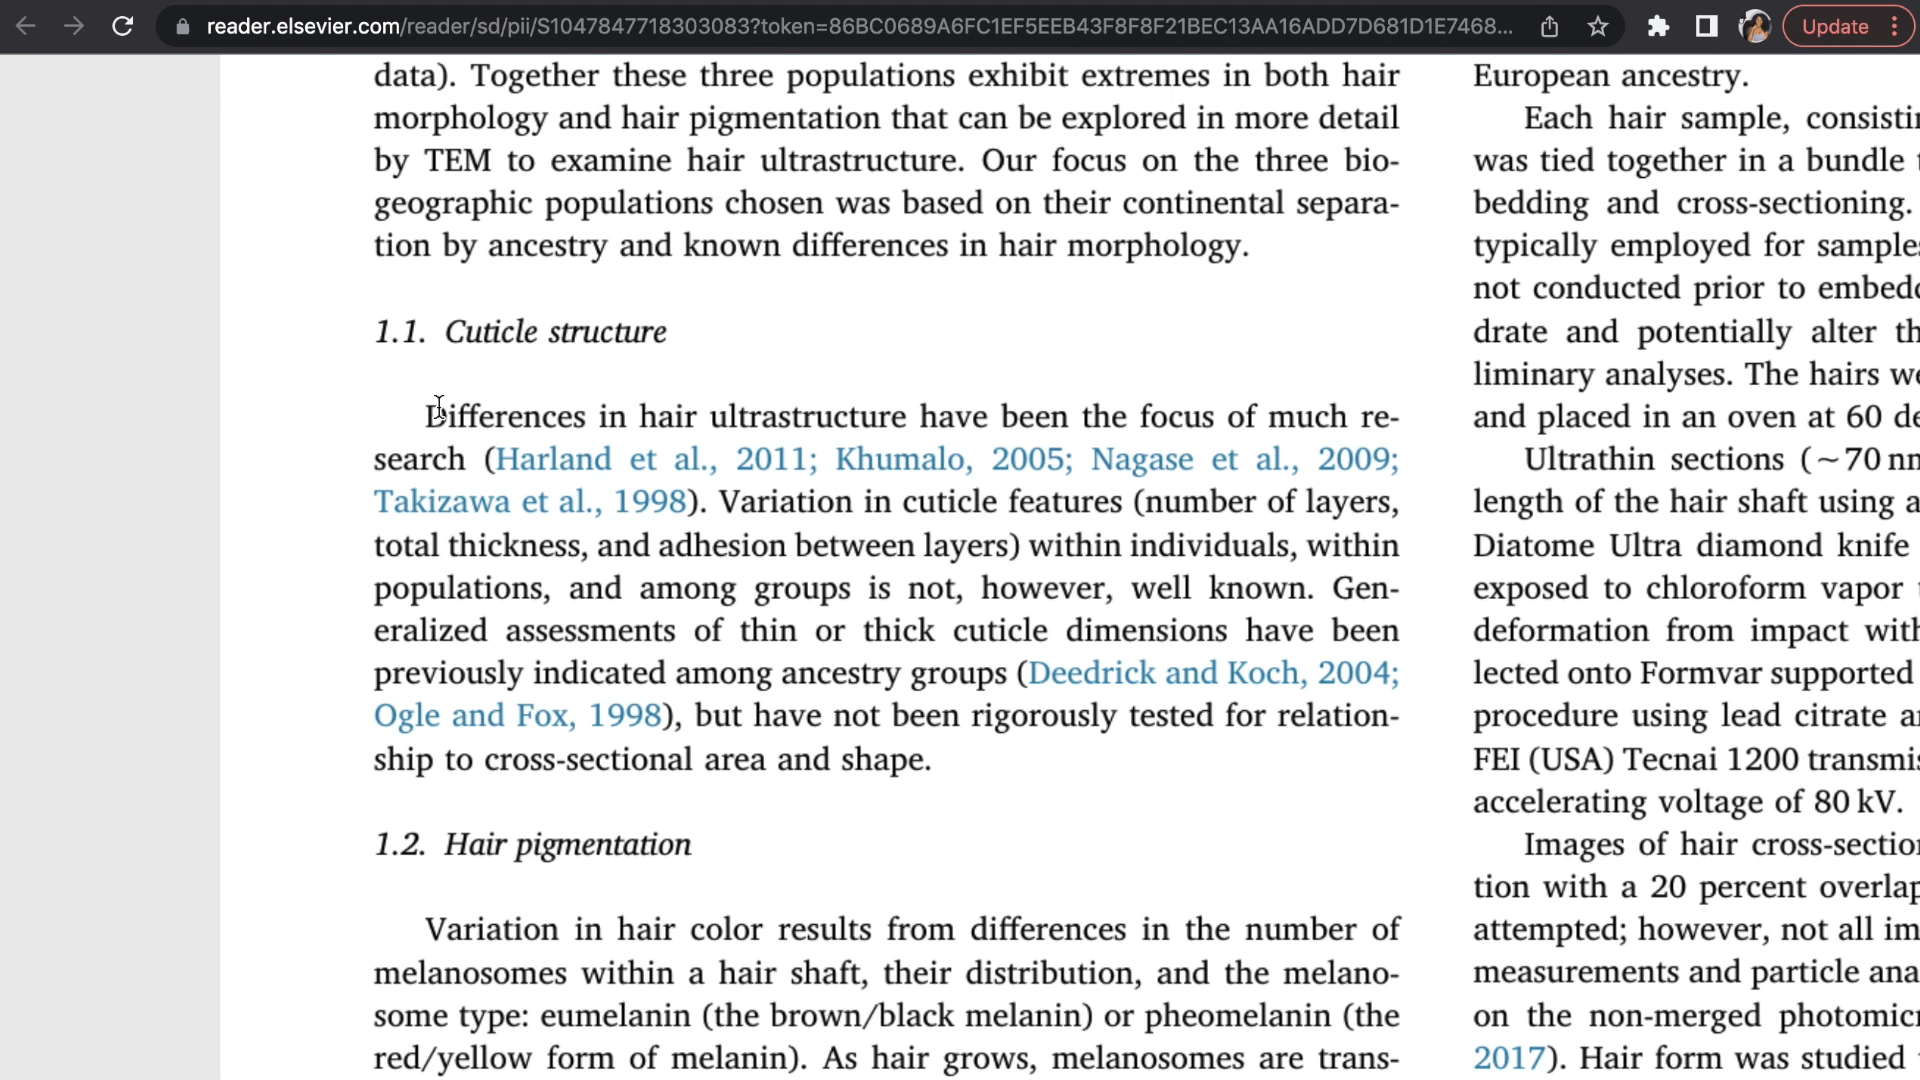 reader.elsevier.com/reader/sd/pii/S1047847718303083?token=86BC0689A6FC1EF5EEB43F8F8F21BEC13AA16ADD7D681D1E7468...
Update
data). Together these three populations exhibit extremes in both hair
morphology and hair pigmentation that can be explored in more detail
by TEM to examine hair ultrastructure. Our focus on the three bio-
geographic populations chosen was based on their continental separa-
tion by ancestry and known differences in hair morphology.
1.1. Cuticle structure
Differences in hair ultrastructure have been the focus of much re-
search (Harland et al., 2011; Khumalo, 2005; Nagase et al., 2009;
Takizawa et al., 1998). Variation in cuticle features (number of layers,
total thickness, and adhesion between layers) within individuals, within
populations, and among groups is not, however, well known. Gen-
eralized assessments of thin or thick cuticle dimensions have been
previously indicated among ancestry groups (Deedrick and Koch, 2004;
Ogle and Fox, 1998), but have not been rigorously tested for relation-
ship to cross-sectional area and shape.
1.2. Hair pigmentation
Variation in hair color results from differences in the number of
melanosomes within a hair shaft, their distribution, and the melano-
some type: eumelanin (the brown/black melanin) or pheomelanin (the
red/yellow form of melanin). As hair grows, melanosomes are trans-
European ancestry.
Each hair sample, consisti
was tied together in a bundle
bedding and cross-sectioning.
typically employed for sample
not conducted prior to embed
drate and potentially alter th
liminary analyses. The hairs we
and placed in an oven at 60 de
Ultrathin sections (~70 nm
length of the hair shaft using a
Diatome Ultra diamond knife
exposed to chloroform vapor
deformation from impact with
lected onto Formvar supported
procedure using lead citrate a
FEI (USA) Tecnai 1200 transmis
accelerating voltage of 80 kV.
Images of hair cross-section
tion with a 20 percent overlap
attempted; however, not all im
measurements and particle ana
on the non-merged photomic
2017). Hair form was studied